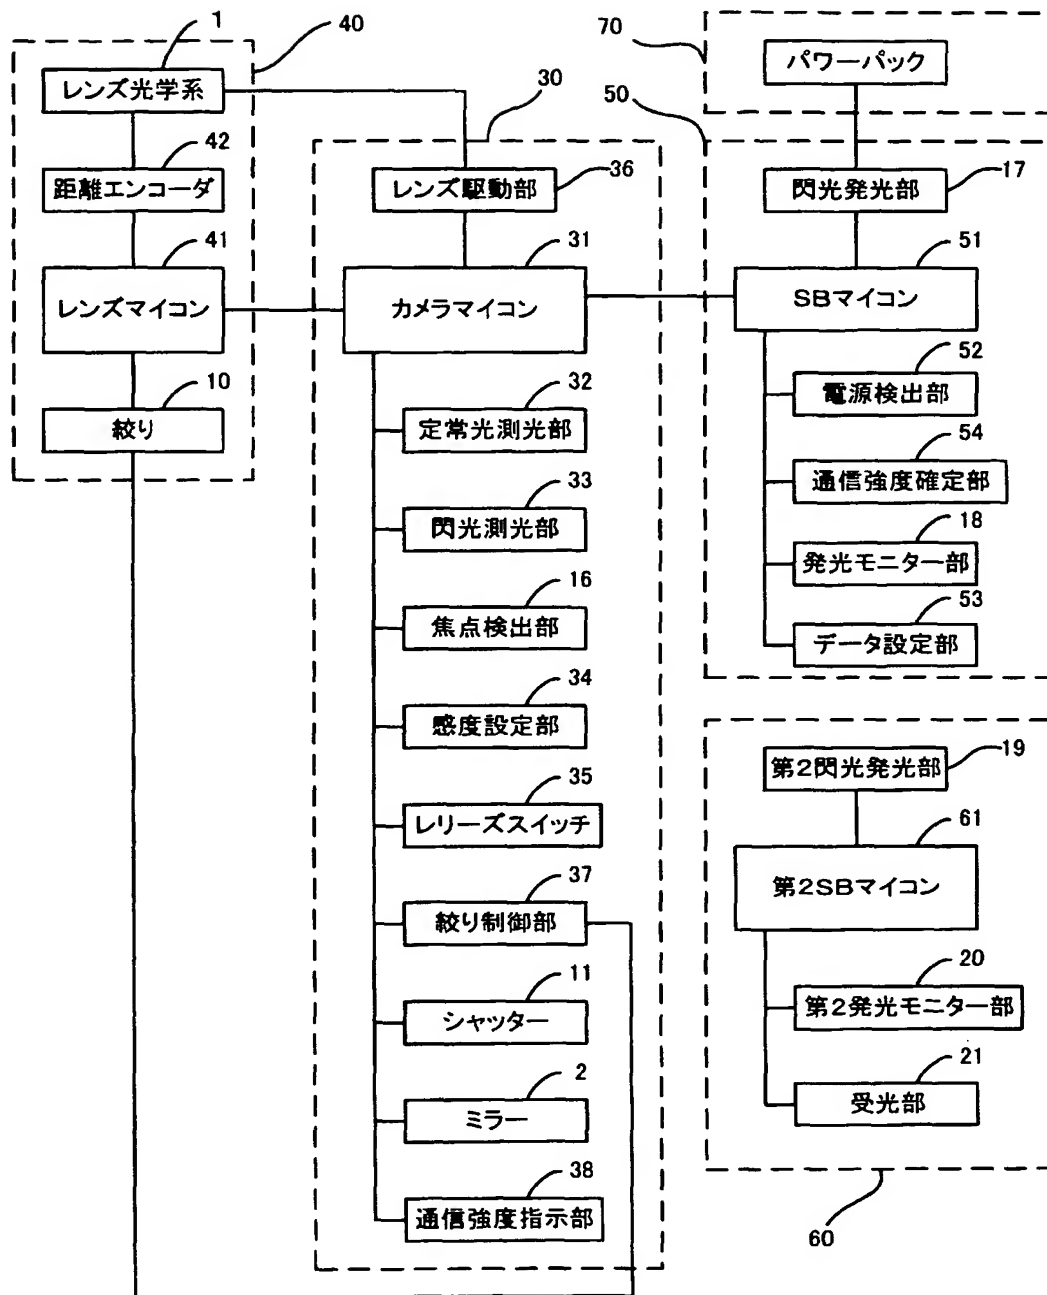 1
40
レンズ光学系
42
距離エンコーダ
41
レンズマイコン
10
絞り
30
レンズ駆動部
36
31
カメラマイコン
32
定常光測光部
33
閃光測光部
16
焦点検出部
34
感度設定部
35
レリーズスイッチ
37
絞り制御部
11
シャッター
2
ミラー
38
通信強度指示部
70
パワーパック
50
閃光発光部
17
51
SBマイコン
52
電源検出部
54
通信強度確定部
18
発光モニター部
53
データ設定部
第2閃光発光部
19
61
第2SBマイコン
20
第2発光モニター部
21
受光部
60